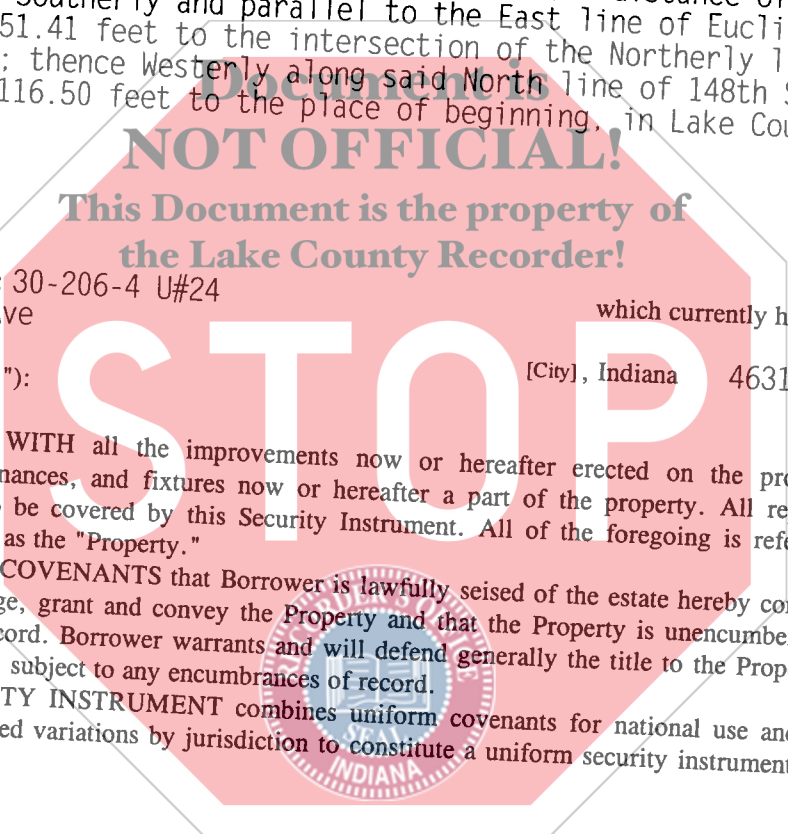 Southerly and parallel to the East line of Eucli
51.41 feet to the intersection of the Northerly l
; thence Westerly along said North line of 148th S
116.50 feet to the place of beginning, in Lake Cou
Document is
NOT OFFICIAL!
This Document is the property of
the Lake County Recorder!
: 30-206-4 U#24
ve
which currently h
"):
[City], Indiana 4631
STOP
WITH all the improvements now or hereafter erected on the pro
nances, and fixtures now or hereafter a part of the property. All re
be covered by this Security Instrument. All of the foregoing is refe
as the "Property."
COVENANTS that Borrower is lawfully seised of the estate hereby co
ge, grant and convey the Property and that the Property is unencumbe
cord. Borrower warrants and will defend generally the title to the Prop
subject to any encumbrances of record.
TY INSTRUMENT combines uniform covenants for national use an
ed variations by jurisdiction to constitute a uniform security instrument
RECORDER'S OFFICE
SEAL
INDIANA